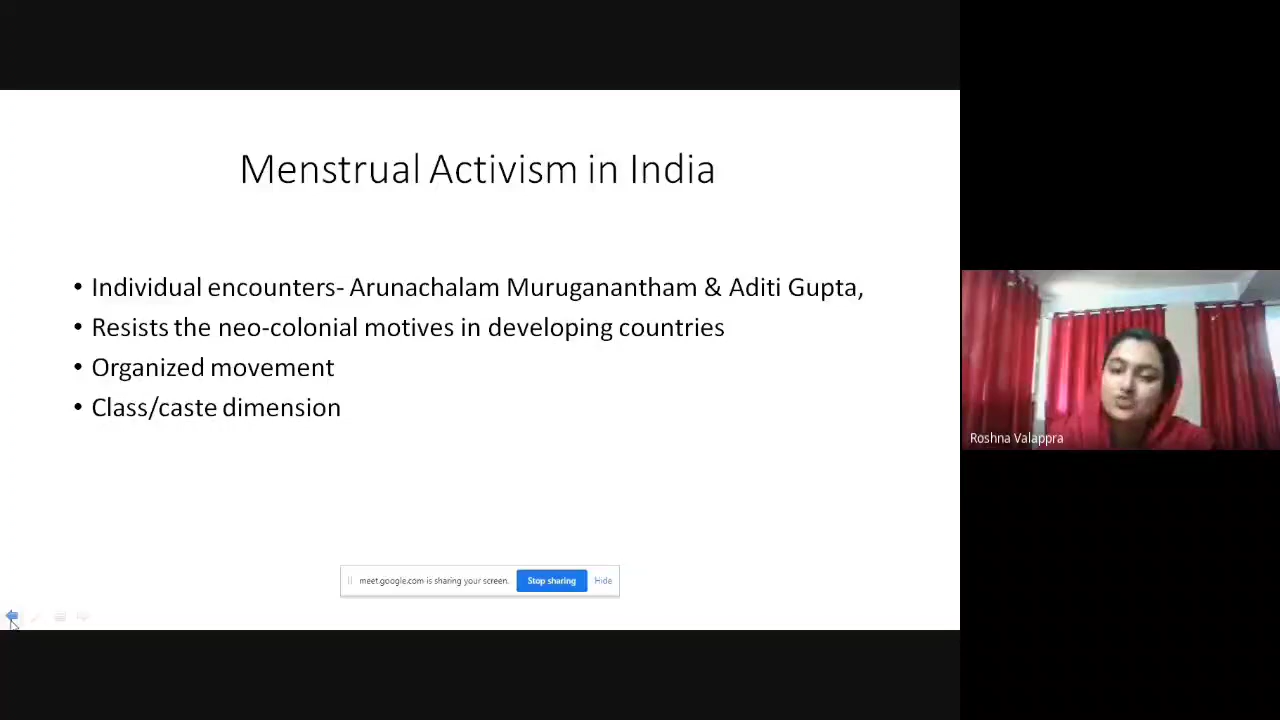 Menstrual Activism in India
• Individual encounters- Arunachalam Muruganantham & Aditi Gupta,
• Resists the neo-colonial motives in developing countries
• Organized movement
• Class/caste dimension
Roshna Valappra
meet.google.com is sharing your screen. Stop sharing Hide